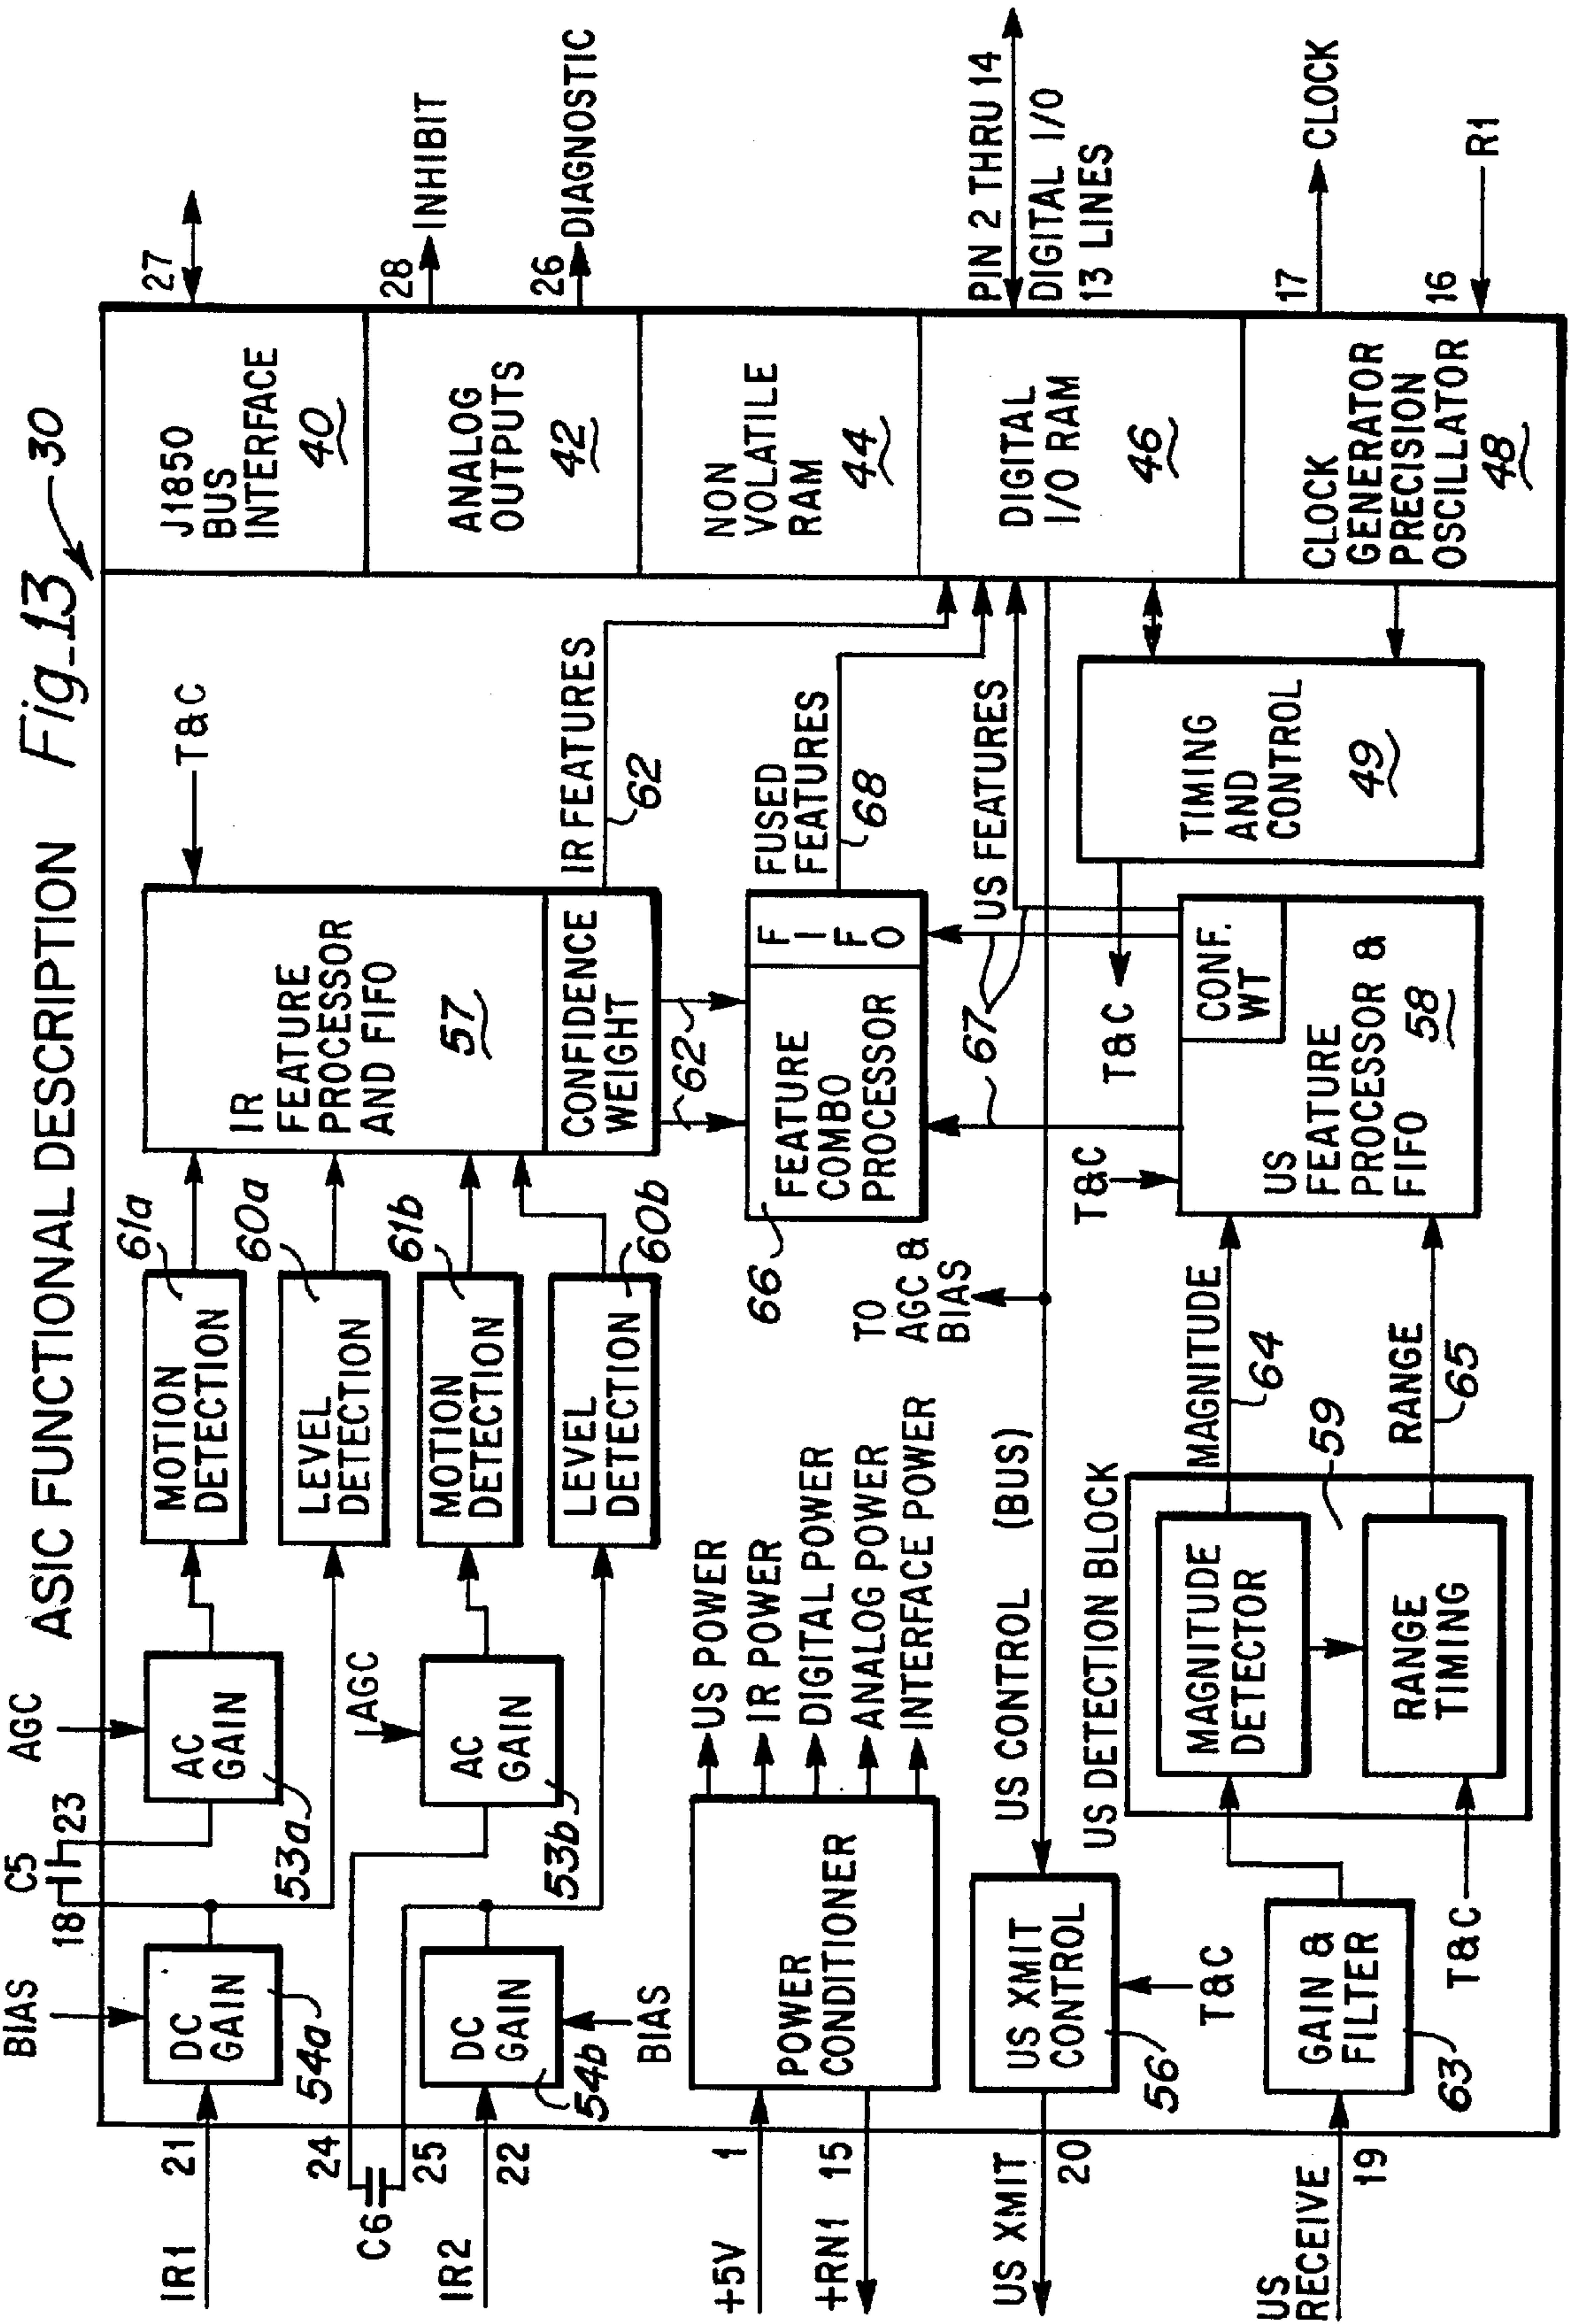 ASIC FUNCTIONAL DESCRIPTION Fig_13
30
BIAS
18
C5
23
AGC
IR1
21
DC
GAIN
54a
AC
GAIN
53a
MOTION
DETECTION
61a
LEVEL
DETECTION
60a
T&C
IR
FEATURE
PROCESSOR
AND FIFO
57
CONFIDENCE
WEIGHT
IR FEATURES
62
24
C6
25
IR2
22
DC
GAIN
54b
BIAS
AGC
AC
GAIN
53b
MOTION
DETECTION
61b
LEVEL
DETECTION
60b
62
J1850
BUS
INTERFACE
40
27
ANALOG
OUTPUTS
42
28
INHIBIT
26
DIAGNOSTIC
NON
VOLATILE
RAM
44
+5V
1
+RN1
15
POWER
CONDITIONER
US POWER
IR POWER
DIGITAL POWER
ANALOG POWER
INTERFACE POWER
66
FEATURE
COMBO
PROCESSOR
F
I
F
O
FUSED
FEATURES
68
TO
AGC &
BIAS
67
US FEATURES
DIGITAL
I/O RAM
46
PIN 2 THRU 14
DIGITAL I/O
13 LINES
US XMIT
20
US XMIT
CONTROL
56
T&C
US CONTROL (BUS)
US DETECTION BLOCK
MAGNITUDE
DETECTOR
RANGE
TIMING
59
MAGNITUDE
64
RANGE
65
T&C
US
FEATURE
PROCESSOR &
FIFO
58
CONF.
WT
T&C
TIMING
AND
CONTROL
49
CLOCK
GENERATOR
PRECISION
OSCILLATOR
48
17
CLOCK
16
R1
US
RECEIVE
19
GAIN &
FILTER
63
T&C